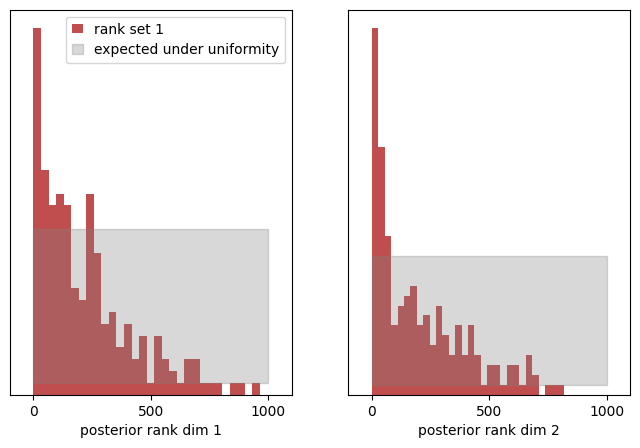 rank set 1
expected under uniformity
0
500
1000
posterior rank dim 1
0
500
1000
posterior rank dim 2